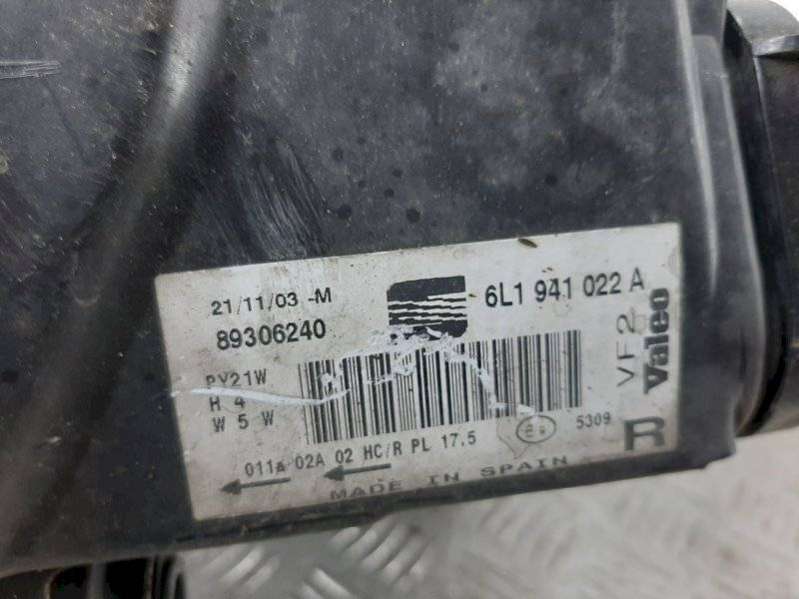 21/11/03 -M
89306240
6L1 941 022 A
PY21W
H 4
W 5 W
VF2
Valeo
011A 02A 02 HC/R PL 17,5
5309
R
MADE IN SPAIN